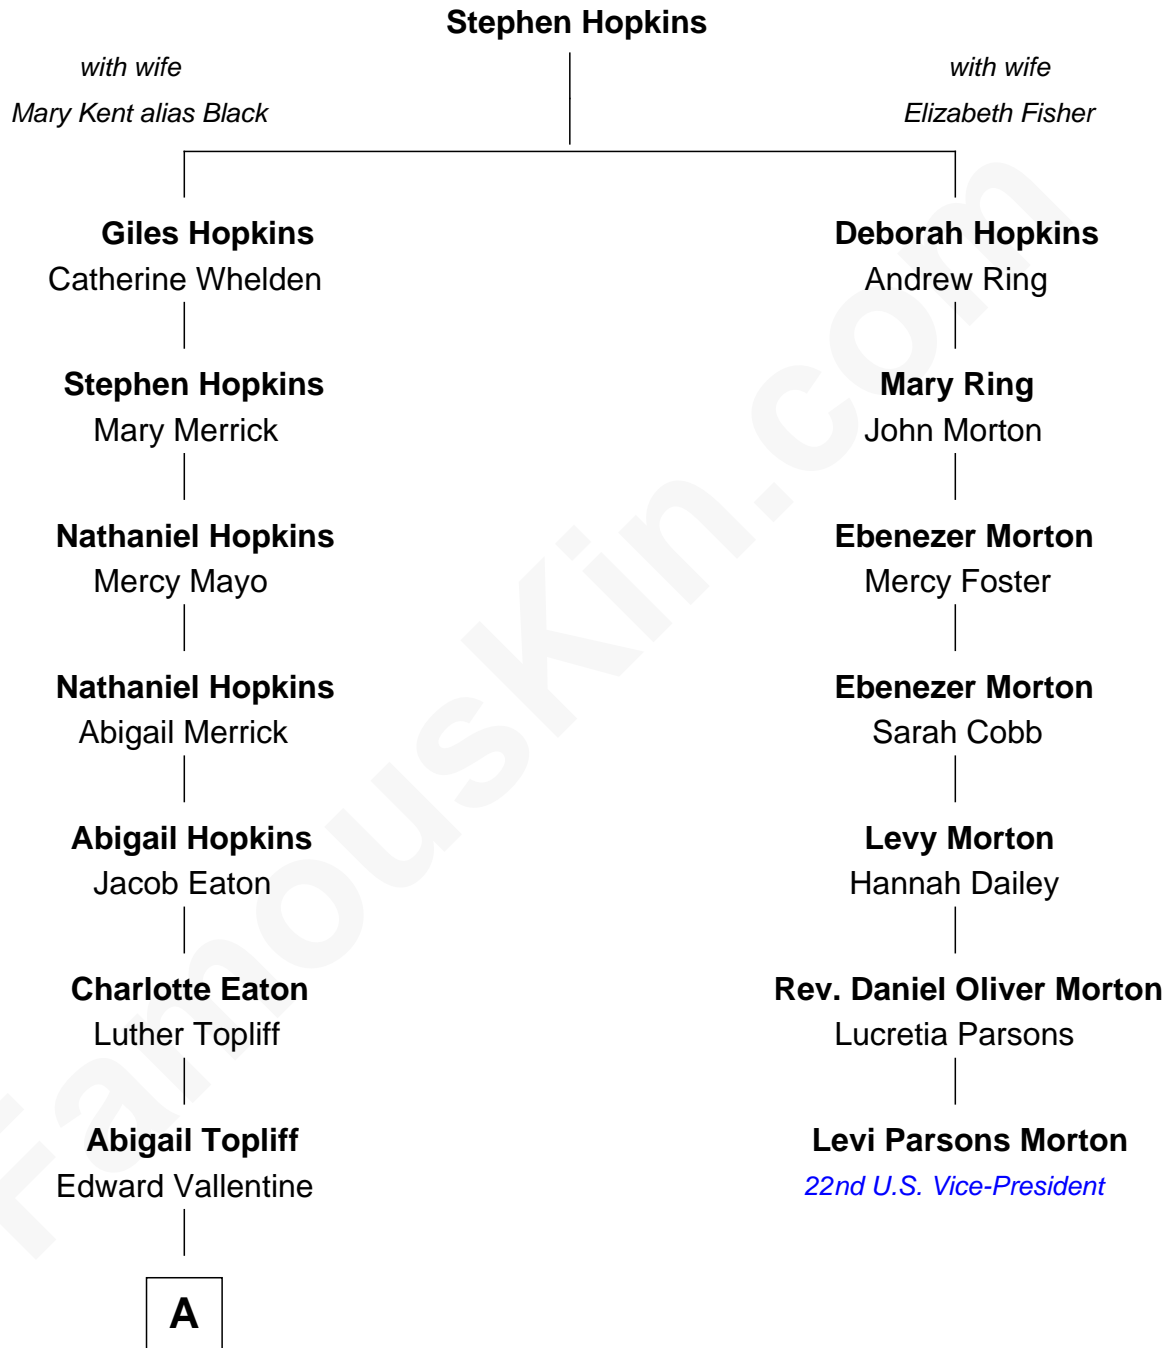 Stephen Hopkins
with wife
Mary Kent alias Black
with wife
Elizabeth Fisher
Giles Hopkins
Catherine Whelden
Deborah Hopkins
Andrew Ring
Stephen Hopkins
Mary Merrick
Mary Ring
John Morton
Nathaniel Hopkins
Mercy Mayo
Ebenezer Morton
Mercy Foster
Nathaniel Hopkins
Abigail Merrick
Ebenezer Morton
Sarah Cobb
Abigail Hopkins
Jacob Eaton
Levy Morton
Hannah Dailey
Charlotte Eaton
Luther Topliff
Rev. Daniel Oliver Morton
Lucretia Parsons
Abigail Topliff
Edward Vallentine
Levi Parsons Morton
22nd U.S. Vice-President
A
FamousKin.com